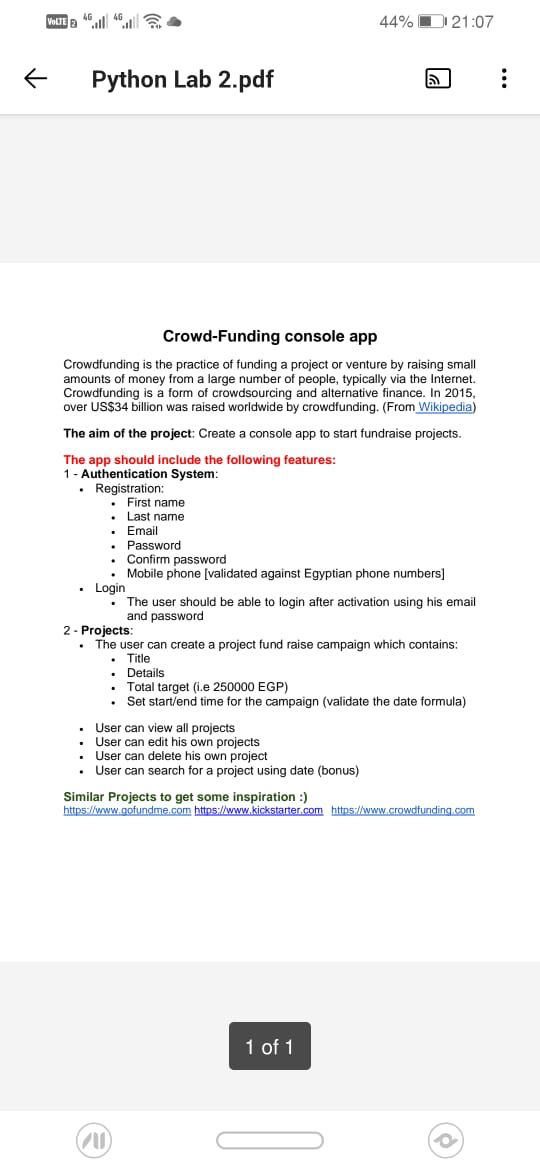 VoLTE 2 4G 4G 44% 21:07
Python Lab 2.pdf
Crowd-Funding console app
Crowdfunding is the practice of funding a project or venture by raising small
amounts of money from a large number of people, typically via the Internet.
Crowdfunding is a form of crowdsourcing and alternative finance. In 2015,
over US$34 billion was raised worldwide by crowdfunding. (From Wikipedia)
The aim of the project: Create a console app to start fundraise projects.
The app should include the following features:
1 - Authentication System:
• Registration:
• First name
• Last name
• Email
• Password
• Confirm password
• Mobile phone [validated against Egyptian phone numbers]
• Login
• The user should be able to login after activation using his email
and password
2 - Projects:
• The user can create a project fund raise campaign which contains:
• Title
• Details
• Total target (i.e 250000 EGP)
• Set start/end time for the campaign (validate the date formula)
• User can view all projects
• User can edit his own projects
• User can delete his own project
• User can search for a project using date (bonus)
Similar Projects to get some inspiration :)
https://www.gofundme.com https://www.kickstarter.com https://www.crowdfunding.com
1 of 1